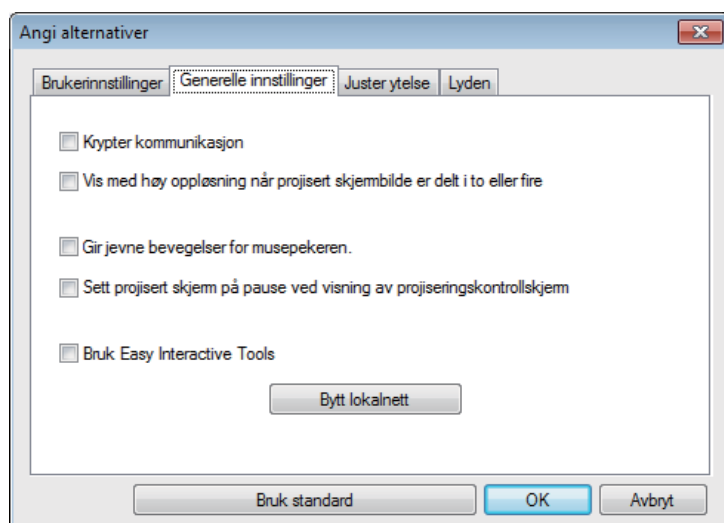 Angi alternativer
Brukerinnstillinger Generelle innstillinger Juster ytelse Lyden
Krypter kommunikasjon
Vis med høy oppløsning når projisert skjembilde er delt i to eller fire
Gir jevne bevegelser for musepekeren.
Sett projisert skjerm på pause ved visning av projiseringskontrollskjerm
Bruk Easy Interactive Tools
Bytt lokalnett
Bruk standard OK Avbryt